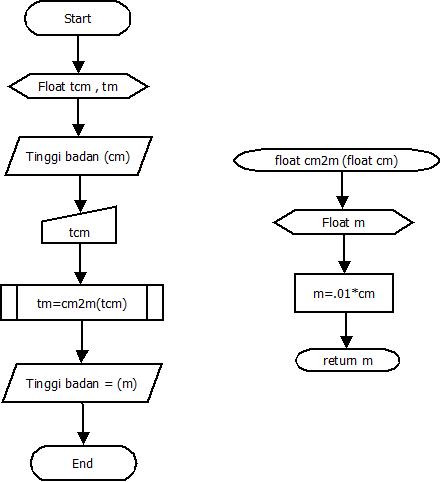 Start
Float tcm , tm
Tinggi badan (cm)
tcm
tm=cm2m(tcm)
Tinggi badan = (m)
End
float cm2m (float cm)
Float m
m=.01*cm
return m